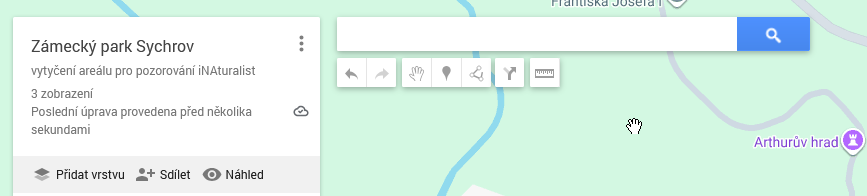 Františka Josefa I
Zámecký park Sychrov
vytyčení areálu pro pozorování iNAturalist
3 zobrazení
Poslední úprava provedena před několika
sekundami
Arthurův hrad
Přidat vrstvu Sdílet Náhled